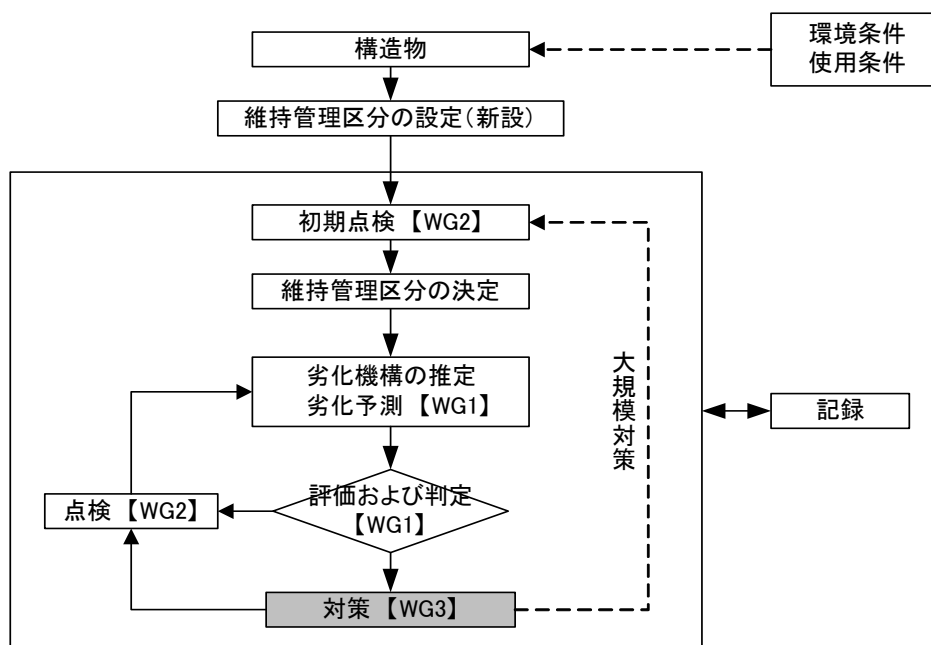 構造物
環境条件
使用条件
維持管理区分の設定（新設）
初期点検【WG2】
維持管理区分の決定
劣化機構の推定
劣化予測【WG1】
大規模対策
記録
評価および判定
【WG1】
点検【WG2】
対策【WG3】